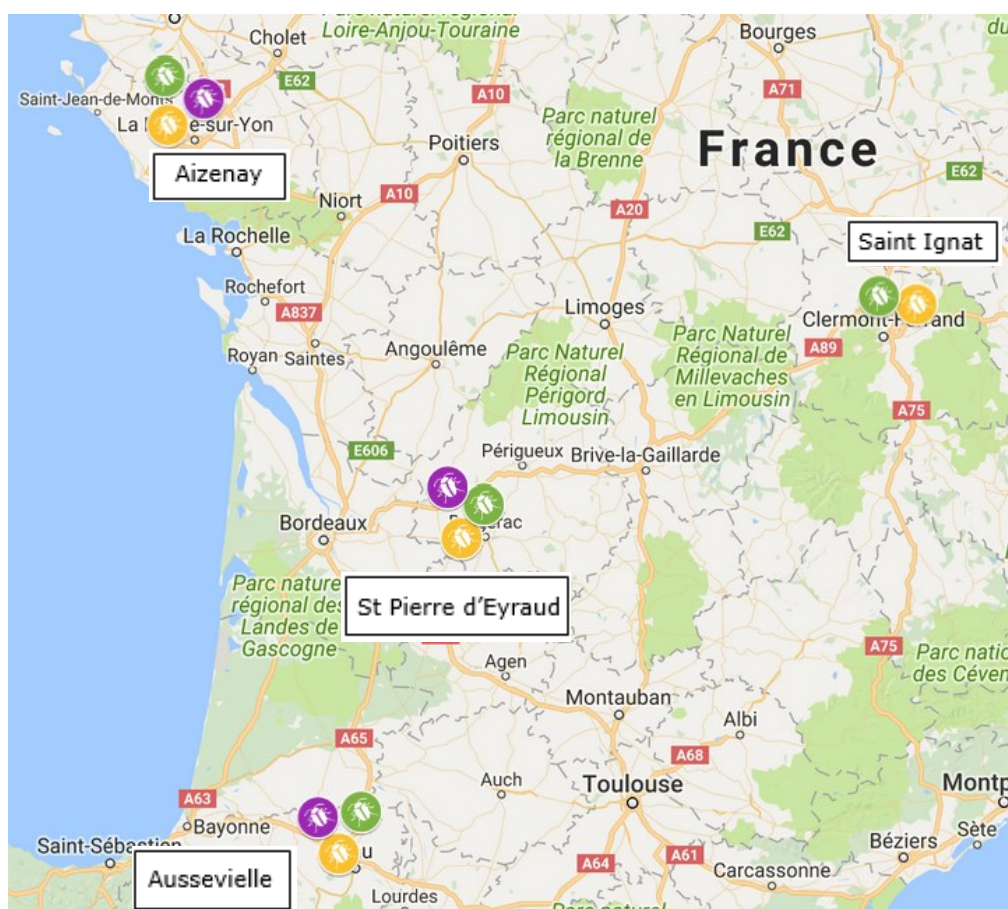 Parc naturel régional
Loire-Anjou-Touraine
du
Cholet
Bourges
E62
A71
A10
Saint-Jean-de-Monts
Parc naturel
régional de
la Brenne
La
e-sur-Yon
Poitiers
France
Aizenay
E62
Niort
A10
A20
La Rochelle
E62
Saint Ignat
Rochefort
A837
Limoges
Clermont-F
rrand
Royan
Saintes
Angoulême
Parc Naturel
Régional
Périgord
Limousin
Parc Naturel
Régional de
Millevaches
en Limousin
A89
A75
E606
Périgueux
Brive-la-Gaillarde
Bordeaux
rac
Parc nature
régional des
Landes de
Gascogne
St Pierre d’Eyraud
A75
Parc natio
des Céven
Agen
Montauban
Albi
A65
A68
Auch
Toulouse
Montp
A63
Bayonne
Sète
Saint-Sébastien
u
Béziers
A64
A61
Aussevielle
Carcassonne
Lourdes